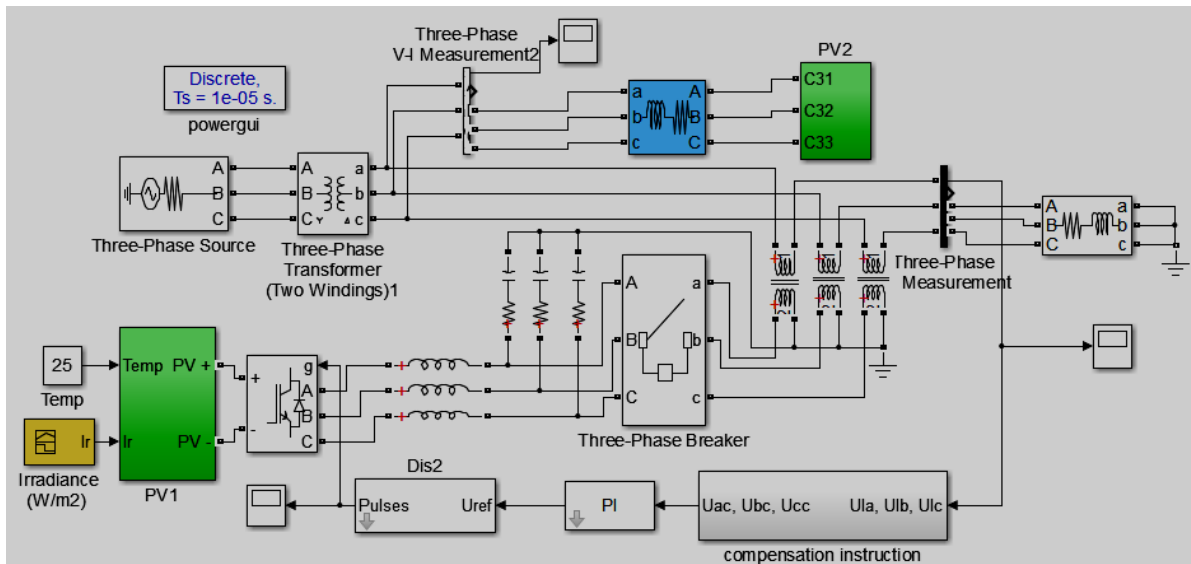 Three-Phase
V-I Measurement2
PV2
Discrete,
Ts = 1e-05 s.
powergui
a A
b B
c C
C31
C32
C33
A
B
C
Three-Phase Source
A a
B b
C c
Three-Phase
Transformer
(Two Windings)1
A a
B b
C c
Three-Phase Breaker
Three-Phase
Measurement
A a
B b
C c
25
Temp
Temp PV +
Ir PV -
PV1
Ir
Irradiance
(W/m2)
g
+ A
B
- C
Dis2
Pulses Uref
PI
Uac, Ubc, Ucc Ula, Ulb, Ulc
compensation instruction